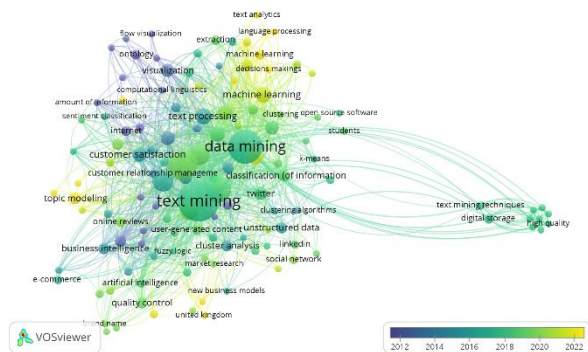 text analytics
flow visualization
language processing
extraction
ontology
machine learning
visualization
decisions makings
computational linguistics
machine learning
amount of information
text processing
clustering
open source software
sentiment classification
internet
students
data mining
customer satisfaction
k-means
customer relationship manageme
classification (of information
topic modeling
text mining
twitter
text mining techniques
clustering algorithms
digital storage
high quality
online reviews
user-generated content
unstructured data
business intelligence
fuzzy logic
cluster analysis
linkedin
market research
social network
e-commerce
artificial intelligence
new business models
quality control
united kingdom
name
VOSviewer
2012 2014 2016 2018 2020 2022